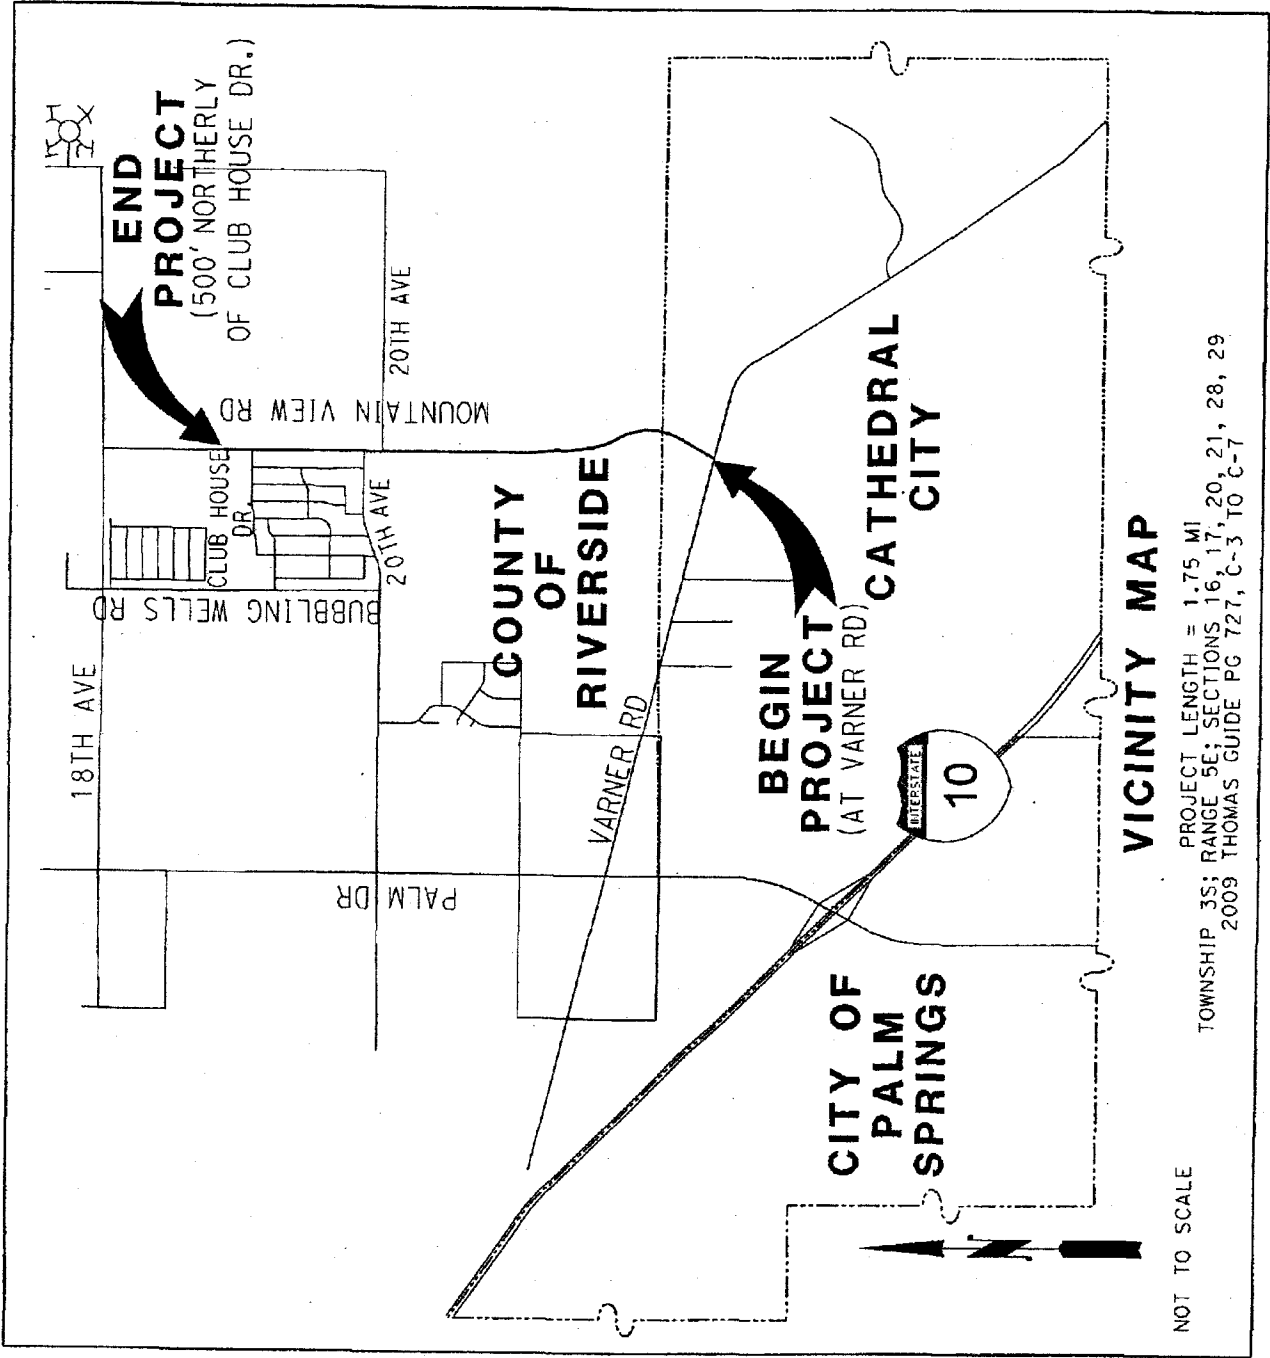 END
PROJECT
(500' NORTHERLY
OF CLUB HOUSE DR.)
18TH AVE
BUBBLING WELLS RD
CLUB HOUSE
DR.
MOUNTAIN VIEW RD
20TH AVE
20TH AVE
PALM DR
COUNTY
OF
RIVERSIDE
VARNER RD
BEGIN
PROJECT
(AT VARNER RD)
CATHEDRAL
CITY
INTERSTATE
10
CITY OF
PALM
SPRINGS
NOT TO SCALE
VICINITY MAP
PROJECT LENGTH = 1.75 MI
TOWNSHIP 3S; RANGE 5E; SECTIONS 16, 17, 20, 21, 28, 29
2009 THOMAS GUIDE PG 727, C-3 TO C-7